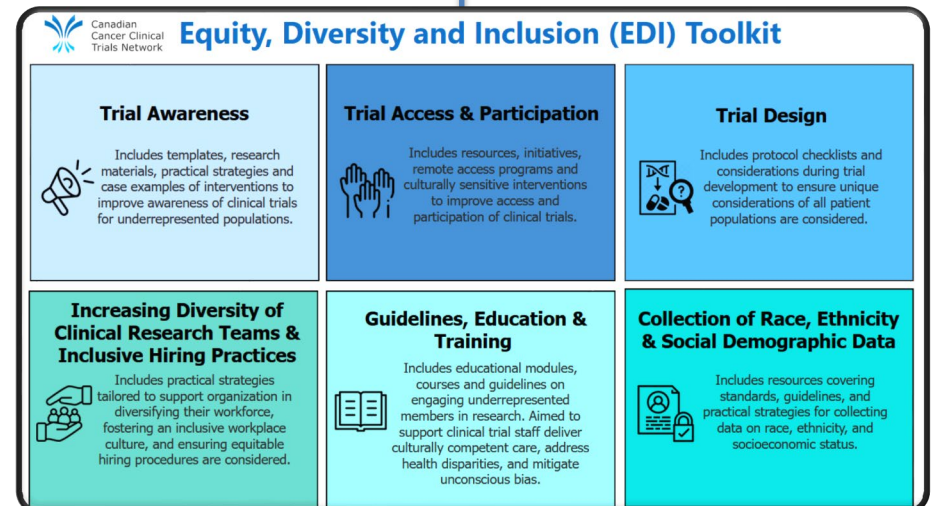 Canadian
Cancer Clinical
Trials Network
Equity, Diversity and Inclusion (EDI) Toolkit
Trial Awareness
Includes templates, research
materials, practical strategies and
case examples of interventions to
improve awareness of clinical trials
for underrepresented populations.
Trial Access & Participation
Includes resources, initiatives,
remote access programs and
culturally sensitive interventions
to improve access and
participation of clinical trials.
Trial Design
Includes protocol checklists and
considerations during trial
development to ensure unique
considerations of all patient
populations are considered.
Increasing Diversity of
Clinical Research Teams &
Inclusive Hiring Practices
Includes practical strategies
tailored to support organization in
diversifying their workforce,
fostering an inclusive workplace
culture, and ensuring equitable
hiring procedures are considered.
Guidelines, Education &
Training
Includes educational modules,
courses and guidelines on
engaging underrepresented
members in research. Aimed to
support clinical trial staff deliver
culturally competent care, address
health disparities, and mitigate
unconscious bias.
Collection of Race, Ethnicity
& Social Demographic Data
Includes resources covering
standards, guidelines, and
practical strategies for collecting
data on race, ethnicity, and
socioeconomic status.